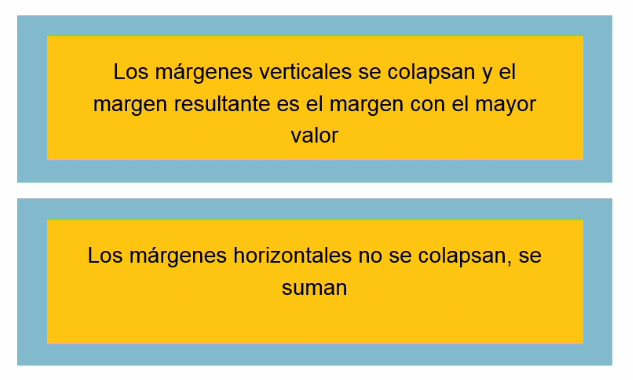 Los márgenes verticales se colapsan y el
margen resultante es el margen con el mayor
valor
Los márgenes horizontales no se colapsan, se
suman